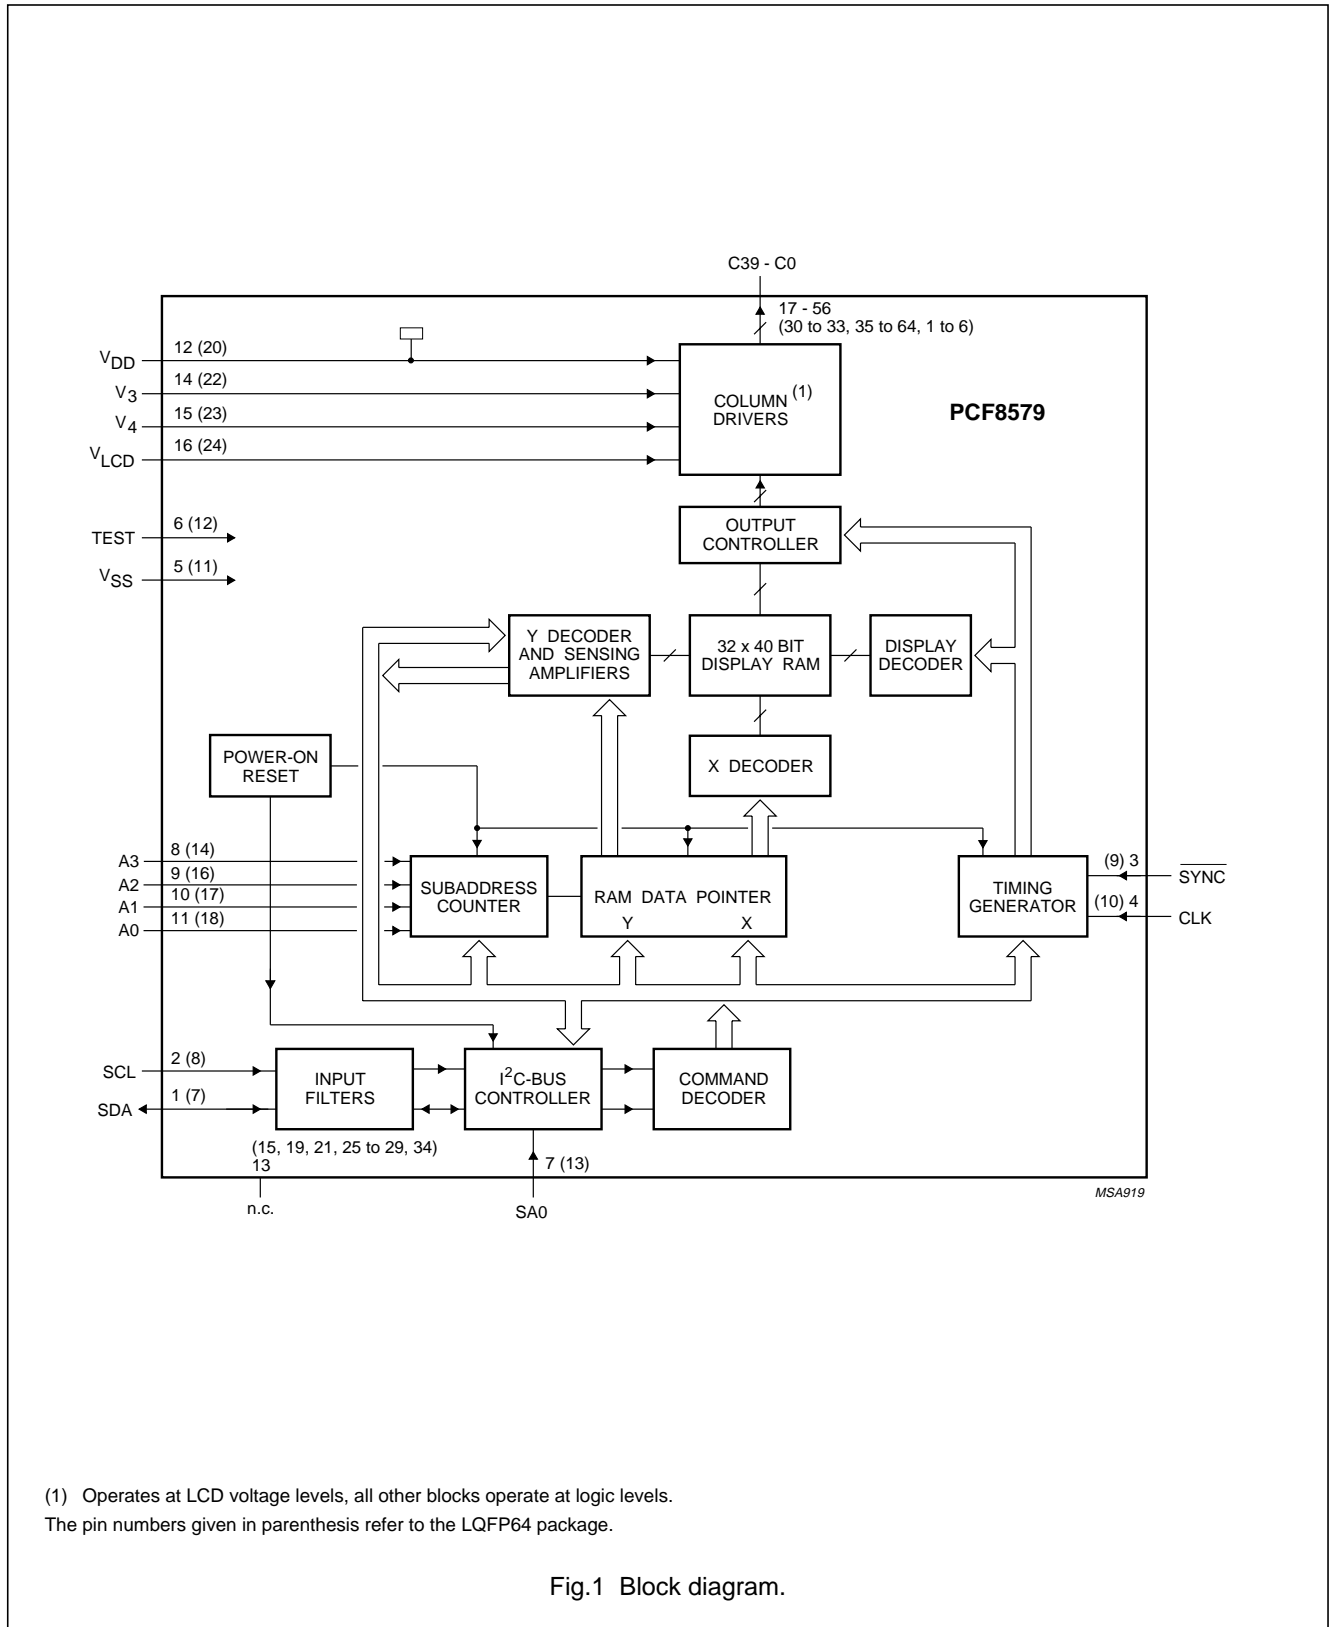 C39 - C0
17 - 56
(30 to 33, 35 to 64, 1 to 6)
VDD
12 (20)
V3
14 (22)
V4
15 (23)
VLCD
16 (24)
COLUMN (1)
DRIVERS
PCF8579
TEST
6 (12)
VSS
5 (11)
OUTPUT
CONTROLLER
Y DECODER
AND SENSING
AMPLIFIERS
32 x 40 BIT
DISPLAY RAM
DISPLAY
DECODER
POWER-ON
RESET
X DECODER
A3
8 (14)
A2
9 (16)
A1
10 (17)
A0
11 (18)
SUBADDRESS
COUNTER
RAM DATA POINTER
Y X
TIMING
GENERATOR
(9) 3
SYNC
(10) 4
CLK
SCL
2 (8)
SDA
1 (7)
INPUT
FILTERS
I2C-BUS
CONTROLLER
COMMAND
DECODER
(15, 19, 21, 25 to 29, 34)
13
n.c.
7 (13)
SA0
MSA919
(1) Operates at LCD voltage levels, all other blocks operate at logic levels.
The pin numbers given in parenthesis refer to the LQFP64 package.
Fig.1 Block diagram.